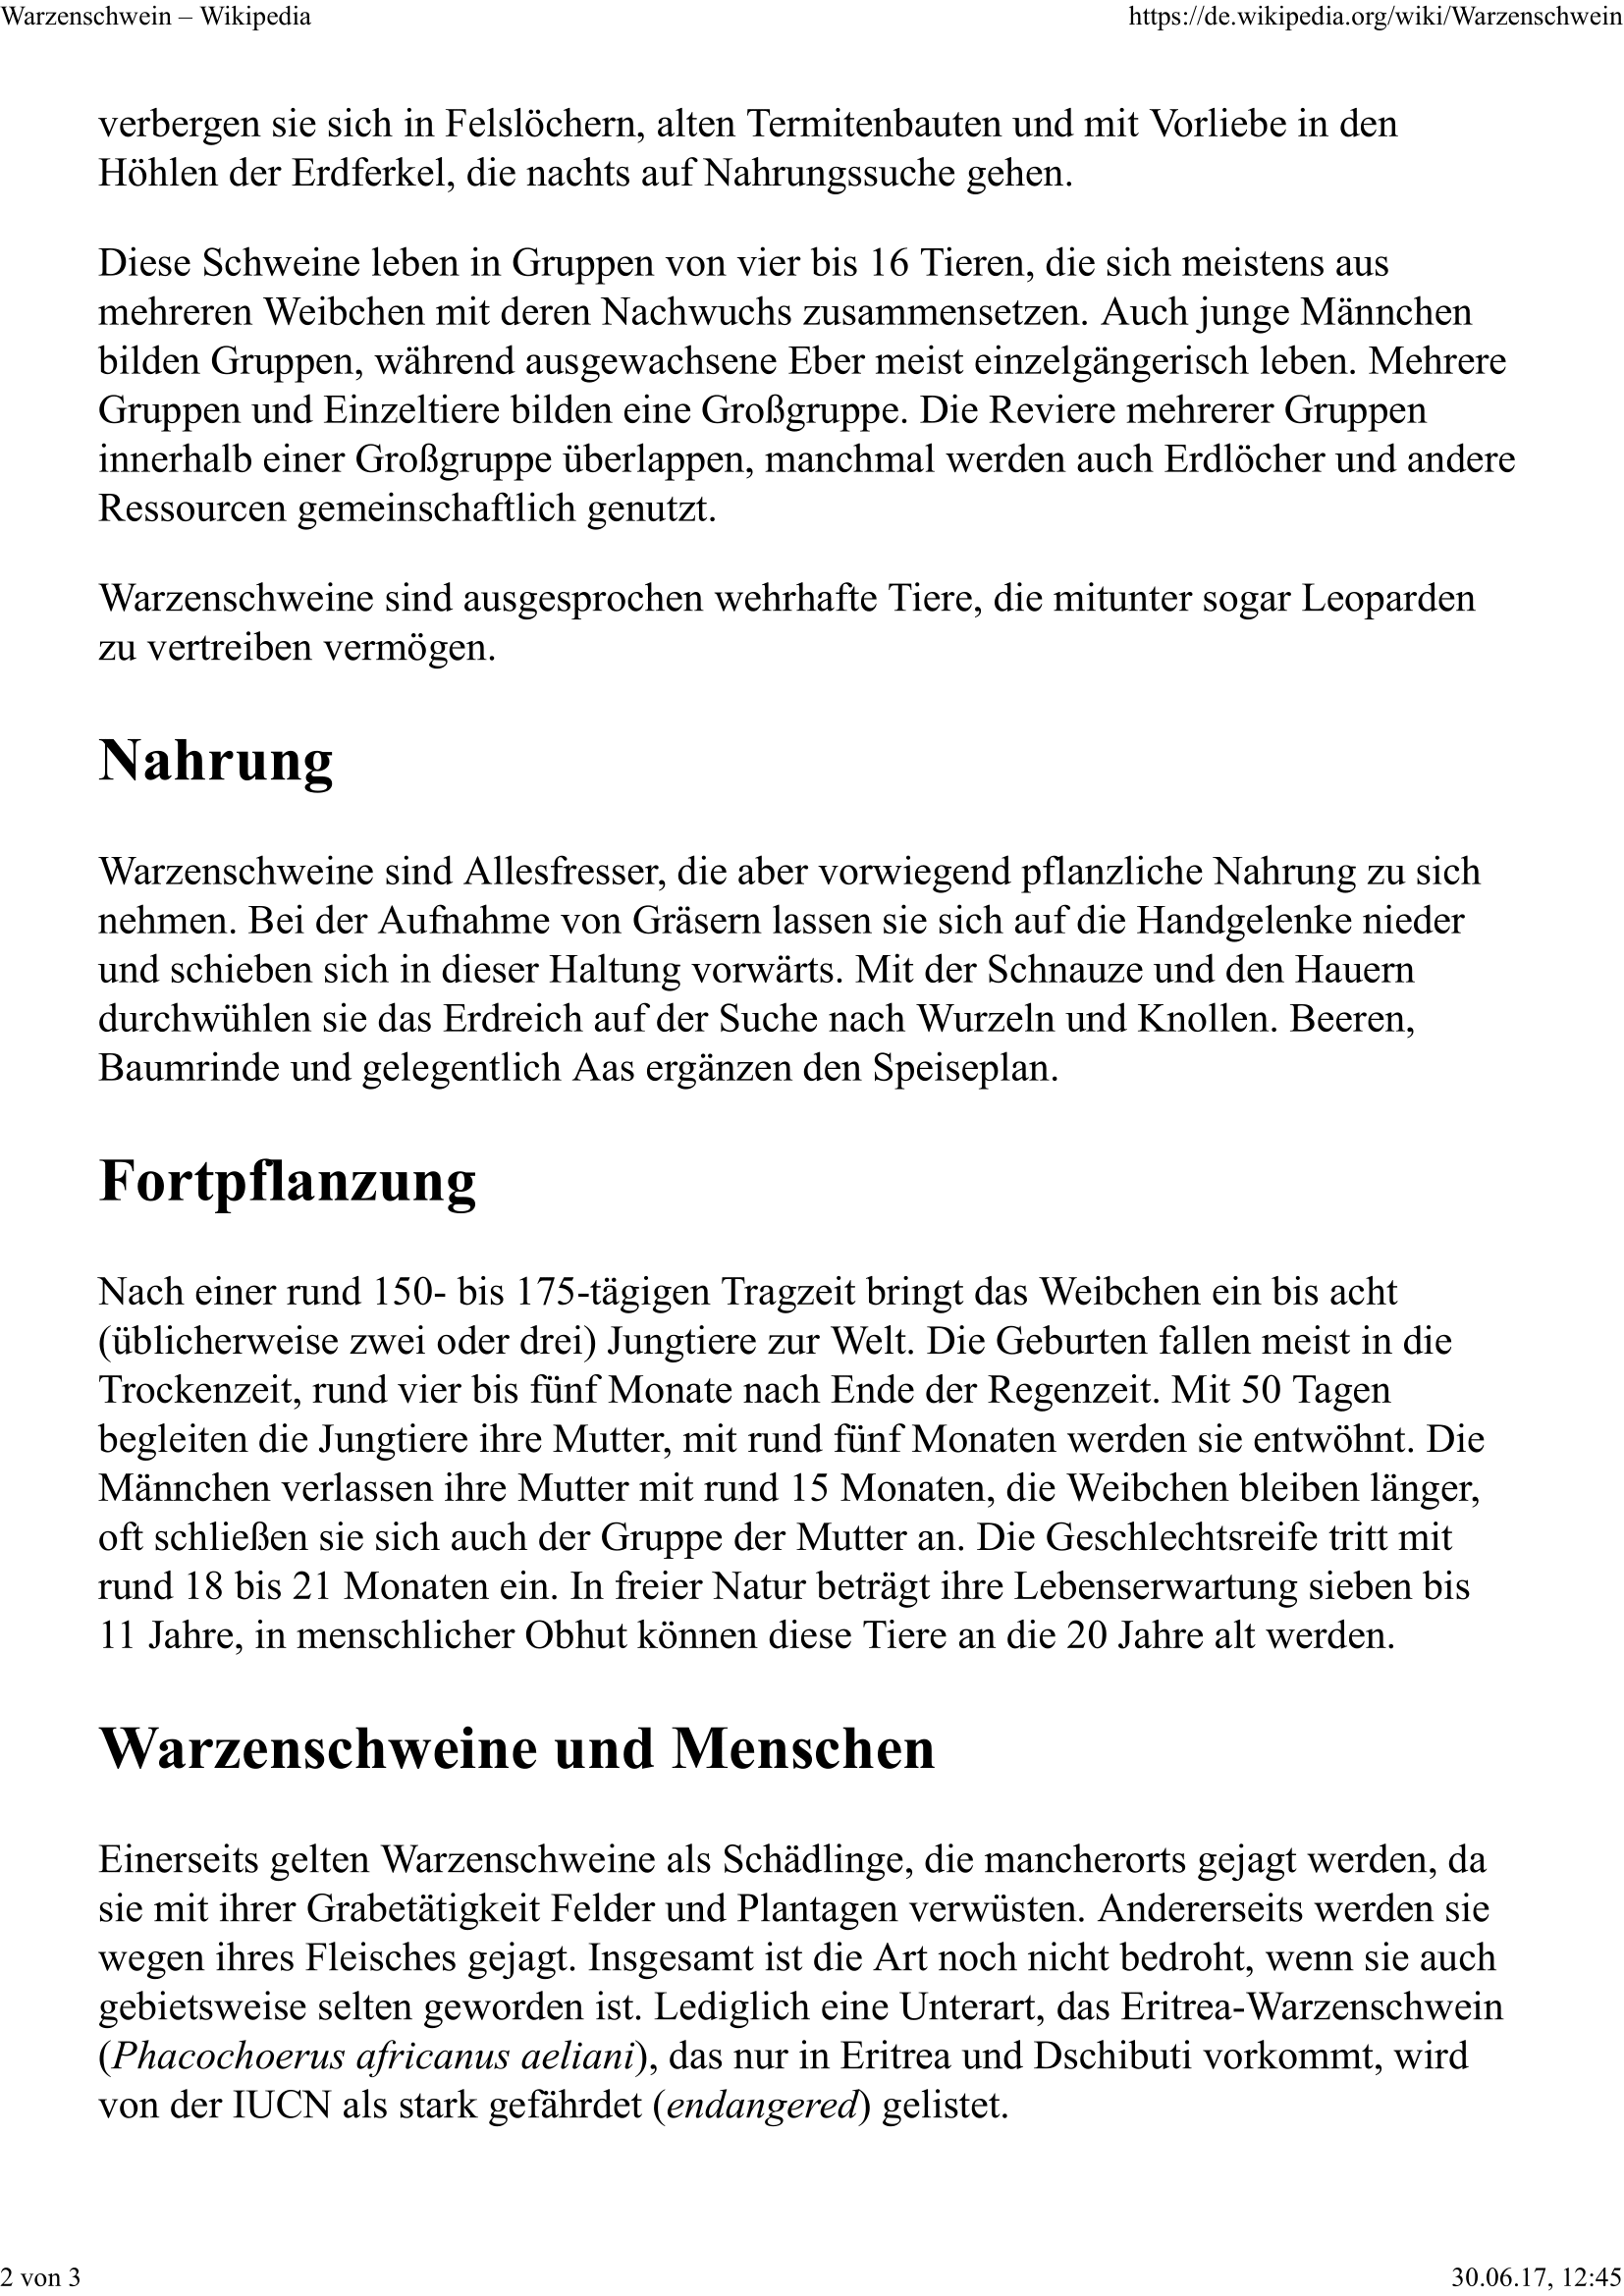 Warzenschwein – Wikipedia
https://de.wikipedia.org/wiki/Warzenschwein
verbergen sie sich in Felslöchern, alten Termitenbauten und mit Vorliebe in den
Höhlen der Erdferkel, die nachts auf Nahrungssuche gehen.
Diese Schweine leben in Gruppen von vier bis 16 Tieren, die sich meistens aus
mehreren Weibchen mit deren Nachwuchs zusammensetzen. Auch junge Männchen
bilden Gruppen, während ausgewachsene Eber meist einzelgängerisch leben. Mehrere
Gruppen und Einzeltiere bilden eine Großgruppe. Die Reviere mehrerer Gruppen
innerhalb einer Großgruppe überlappen, manchmal werden auch Erdlöcher und andere
Ressourcen gemeinschaftlich genutzt.
Warzenschweine sind ausgesprochen wehrhafte Tiere, die mitunter sogar Leoparden
zu vertreiben vermögen.
Nahrung
Warzenschweine sind Allesfresser, die aber vorwiegend pflanzliche Nahrung zu sich
nehmen. Bei der Aufnahme von Gräsern lassen sie sich auf die Handgelenke nieder
und schieben sich in dieser Haltung vorwärts. Mit der Schnauze und den Hauern
durchwühlen sie das Erdreich auf der Suche nach Wurzeln und Knollen. Beeren,
Baumrinde und gelegentlich Aas ergänzen den Speiseplan.
Fortpflanzung
Nach einer rund 150- bis 175-tägigen Tragzeit bringt das Weibchen ein bis acht
(üblicherweise zwei oder drei) Jungtiere zur Welt. Die Geburten fallen meist in die
Trockenzeit, rund vier bis fünf Monate nach Ende der Regenzeit. Mit 50 Tagen
begleiten die Jungtiere ihre Mutter, mit rund fünf Monaten werden sie entwöhnt. Die
Männchen verlassen ihre Mutter mit rund 15 Monaten, die Weibchen bleiben länger,
oft schließen sie sich auch der Gruppe der Mutter an. Die Geschlechtsreife tritt mit
rund 18 bis 21 Monaten ein. In freier Natur beträgt ihre Lebenserwartung sieben bis
11 Jahre, in menschlicher Obhut können diese Tiere an die 20 Jahre alt werden.
Warzenschweine und Menschen
Einerseits gelten Warzenschweine als Schädlinge, die mancherorts gejagt werden, da
sie mit ihrer Grabetätigkeit Felder und Plantagen verwüsten. Andererseits werden sie
wegen ihres Fleisches gejagt. Insgesamt ist die Art noch nicht bedroht, wenn sie auch
gebietsweise selten geworden ist. Lediglich eine Unterart, das Eritrea-Warzenschwein
(Phacochoerus africanus aeliani), das nur in Eritrea und Dschibuti vorkommt, wird
von der IUCN als stark gefährdet (endangered) gelistet.
2 von 3
30.06.17, 12:45